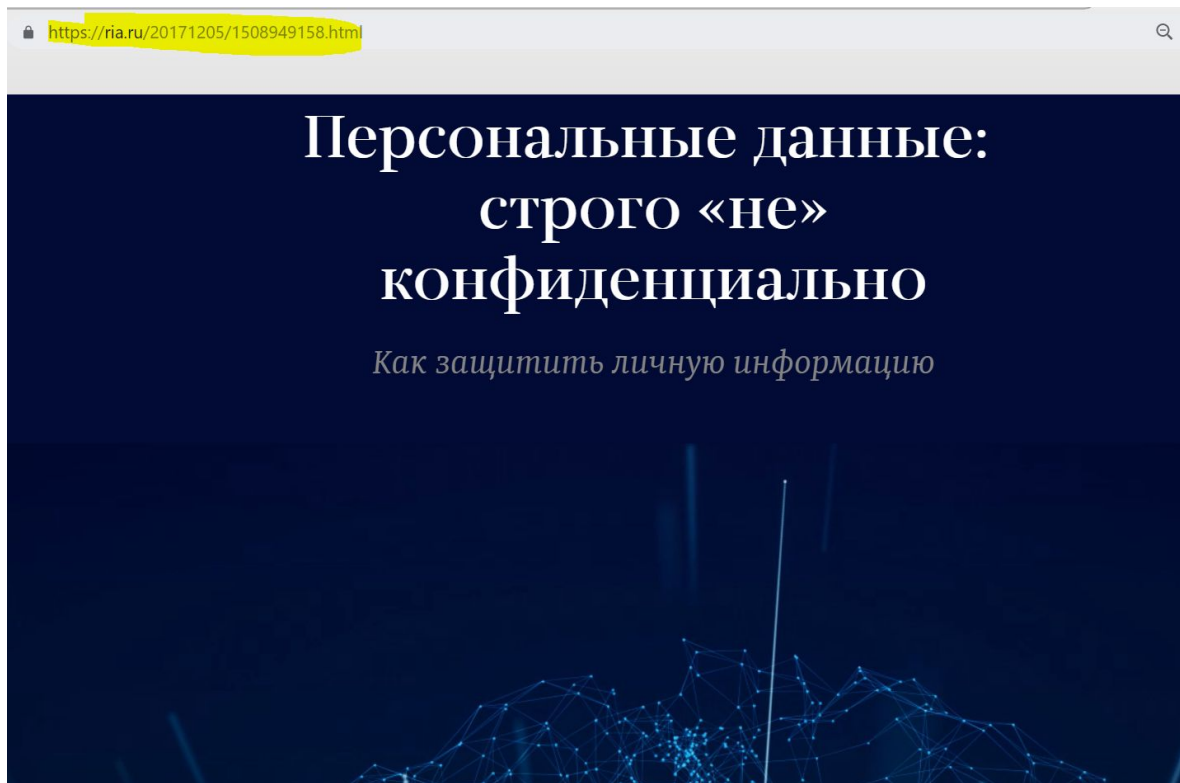 https://ria.ru/20171205/1508949158.html
Персональные данные:
строго «не»
конфиденциально
Как защитить личную информацию